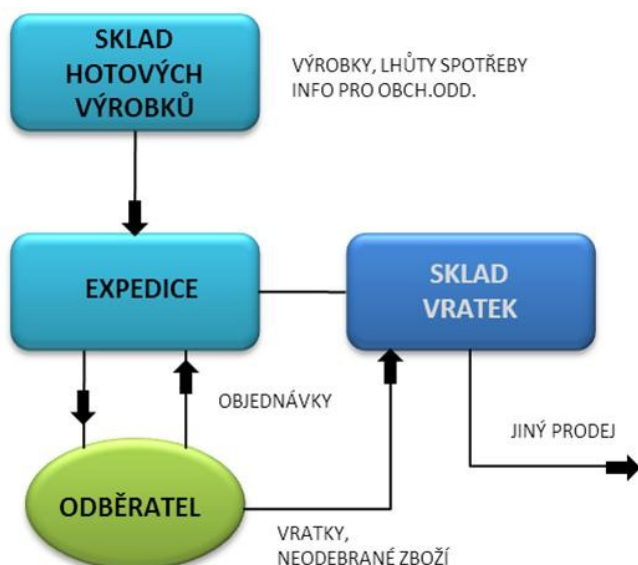 SKLAD
HOTOVÝCH
VÝROBKŮ
VÝROBKY, LHŮTY SPOTŘEBY
INFO PRO OBCH.ODD.
EXPEDICE
SKLAD
VRATEK
OBJEDNÁVKY
JINÝ PRODEJ
ODBĚRATEL
VRATKY,
NEODEBRANÉ ZBOŽÍ